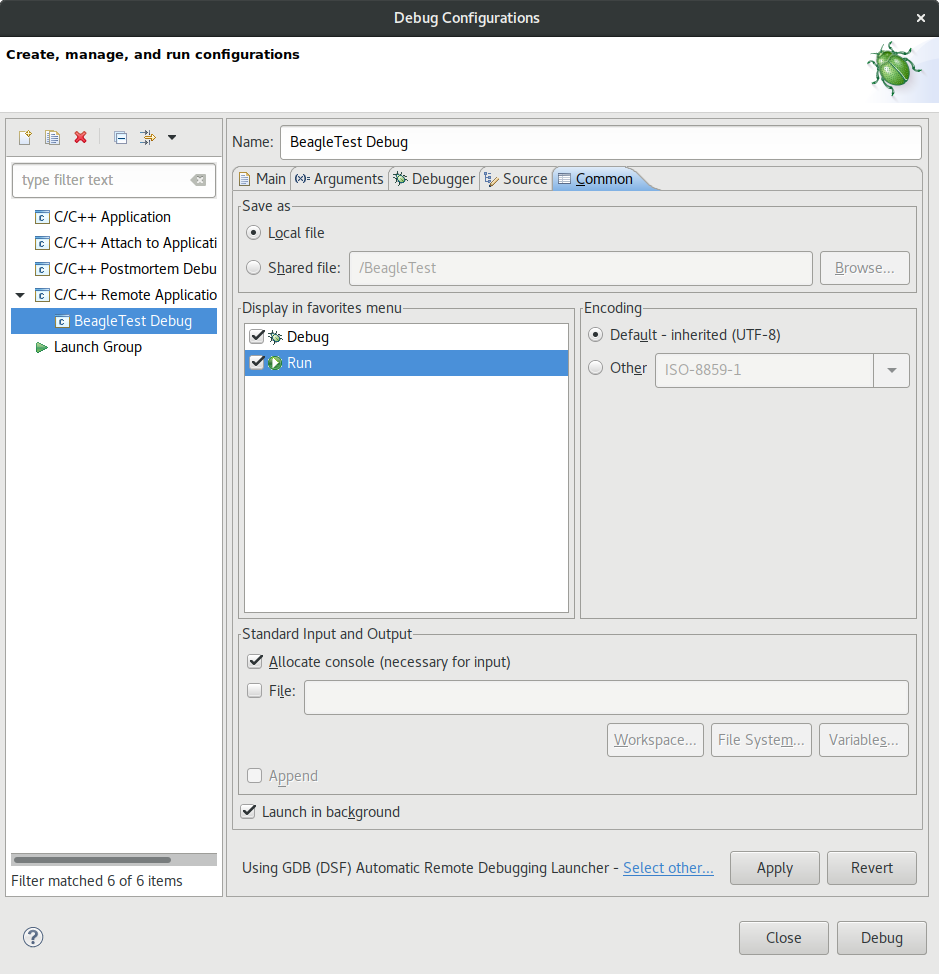 Debug Configurations
Create, manage, and run configurations
type filter text
C/C++ Application
C/C++ Attach to Applicati
C/C++ Postmortem Debu
C/C++ Remote Applicatio
BeagleTest Debug
Launch Group
Filter matched 6 of 6 items
Name: BeagleTest Debug
Main Arguments Debugger Source Common
Save as
Local file
Shared file: /BeagleTest Browse...
Display in favorites menu
Debug
Run
Encoding
Default - inherited (UTF-8)
Other ISO-8859-1
Standard Input and Output
Allocate console (necessary for input)
File:
Workspace... File System... Variables...
Append
Launch in background
Using GDB (DSF) Automatic Remote Debugging Launcher - Select other... Apply Revert
Close Debug